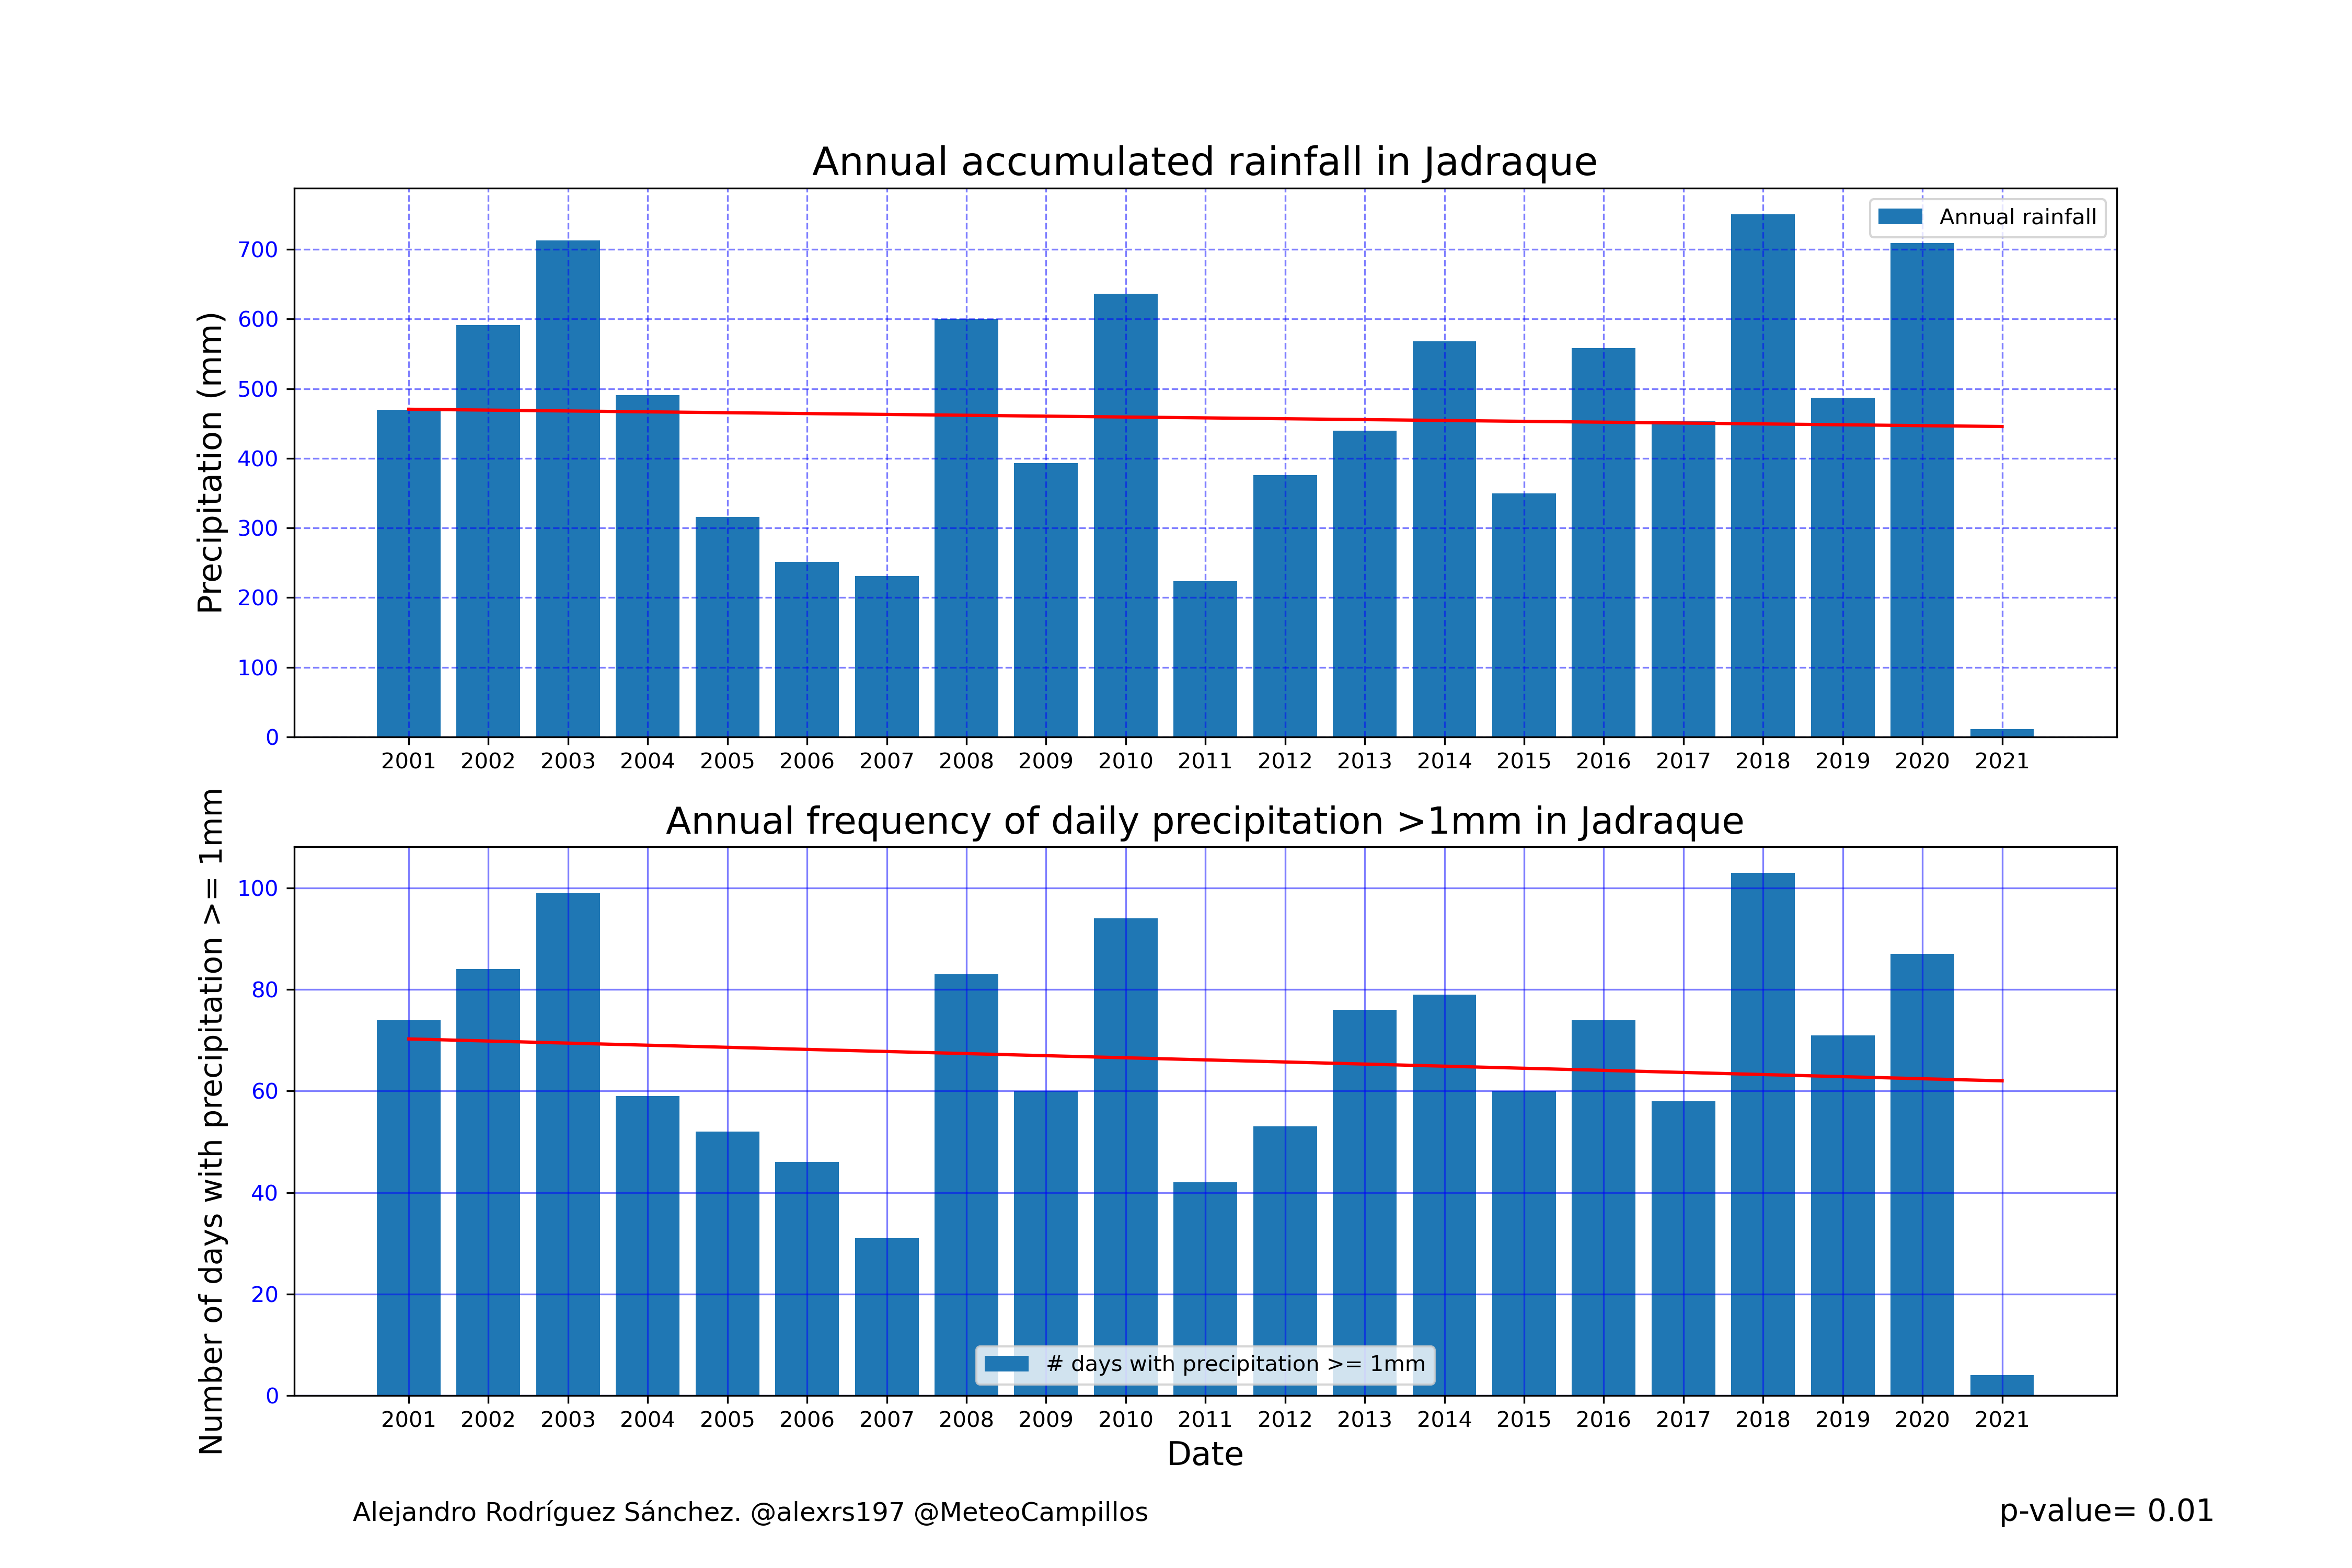 Annual accumulated rainfall in Jadraque
Annual rainfall
Precipitation (mm)
700
600
500
400
300
200
100
0
2001 2002 2003 2004 2005 2006 2007 2008 2009 2010 2011 2012 2013 2014 2015 2016 2017 2018 2019 2020 2021
Annual frequency of daily precipitation >1mm in Jadraque
Number of days with precipitation >= 1mm
100
80
60
40
20
0
# days with precipitation >= 1mm
2001 2002 2003 2004 2005 2006 2007 2008 2009 2010 2011 2012 2013 2014 2015 2016 2017 2018 2019 2020 2021
Date
Alejandro Rodríguez Sánchez. @alexrs197 @MeteoCampillos
p-value= 0.01